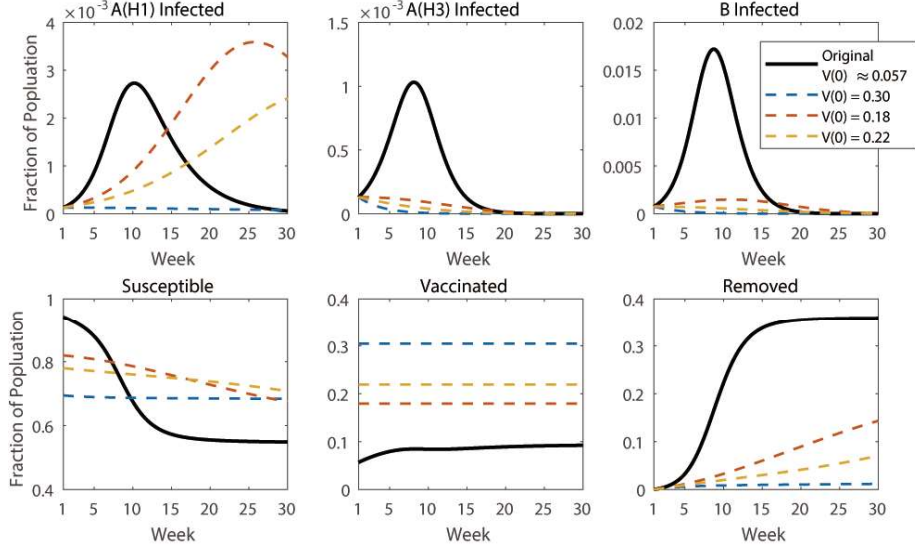 ×10⁻³ A(H1) Infected
4
3
2
1
0
Fraction of Popluation
1 5 10 15 20 25 30
Week
×10⁻³ A(H3) Infected
1.5
1
0.5
0
1 5 10 15 20 25 30
Week
B Infected
0.02
0.015
0.01
0.005
0
1 5 10 15 20 25 30
Week
Original
V(0) ≈ 0.057
V(0) = 0.30
V(0) = 0.18
V(0) = 0.22
Susceptible
1
0.8
0.6
0.4
Fraction of Popluation
1 5 10 15 20 25 30
Week
Vaccinated
0.4
0.3
0.2
0.1
0
1 5 10 15 20 25 30
Week
Removed
0.4
0.3
0.2
0.1
0
1 5 10 15 20 25 30
Week